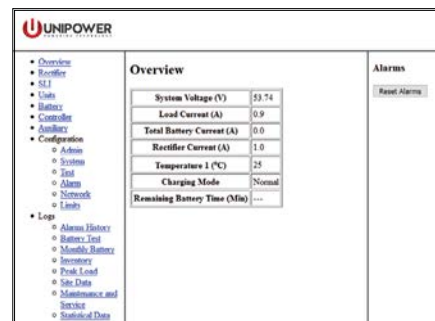 UNIPOWER
Overview
Rectifier
SLI
Units
Battery
Controller
Auxiliary
Configuration
Admin
System
Test
Alarm
Network
Limits
Logs
Alarms History
Battery Test
Monthly Battery
Inventory
Peak Load
Site Data
Maintenance and
Service
Statistical Data
Overview
System Voltage (V) 53.74
Load Current (A) 0.9
Total Battery Current (A) 0.0
Rectifier Current (A) 1.0
Temperature 1 (°C) 25
Charging Mode Normal
Remaining Battery Time (Min) ---
Alarms
Reset Alarms